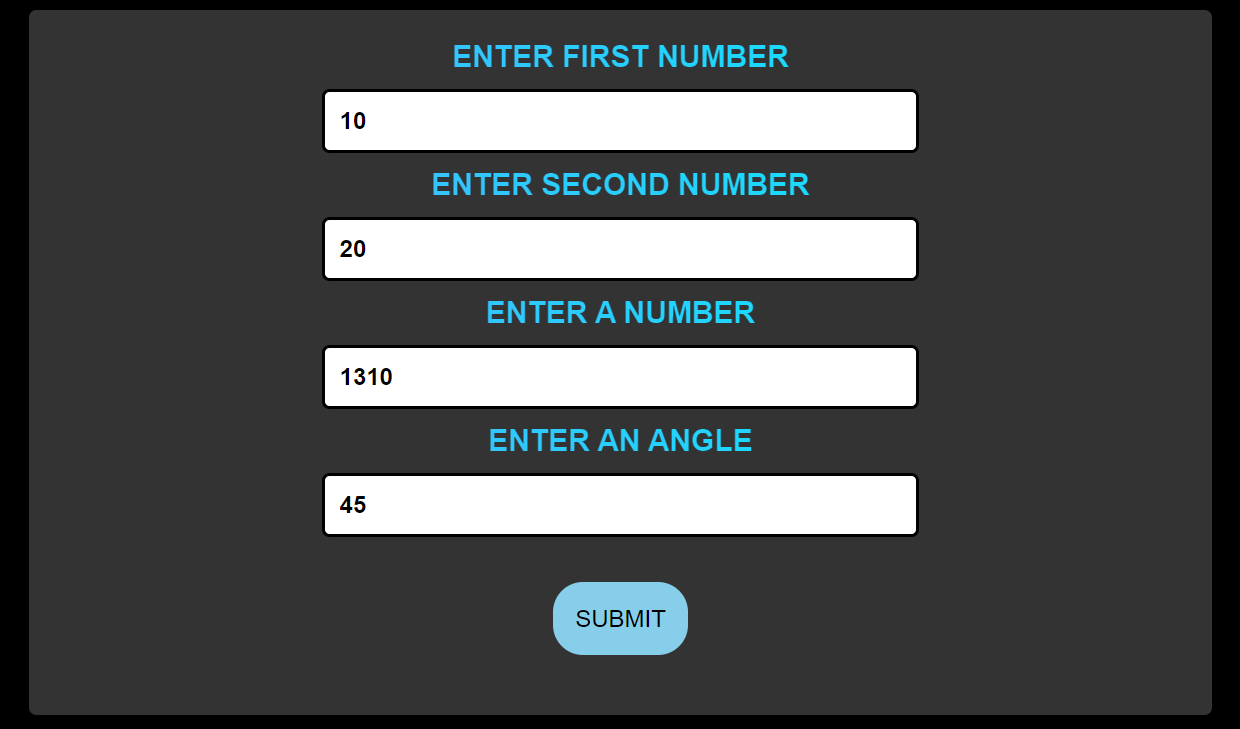 ENTER FIRST NUMBER
10
ENTER SECOND NUMBER
20
ENTER A NUMBER
1310
ENTER AN ANGLE
45
SUBMIT